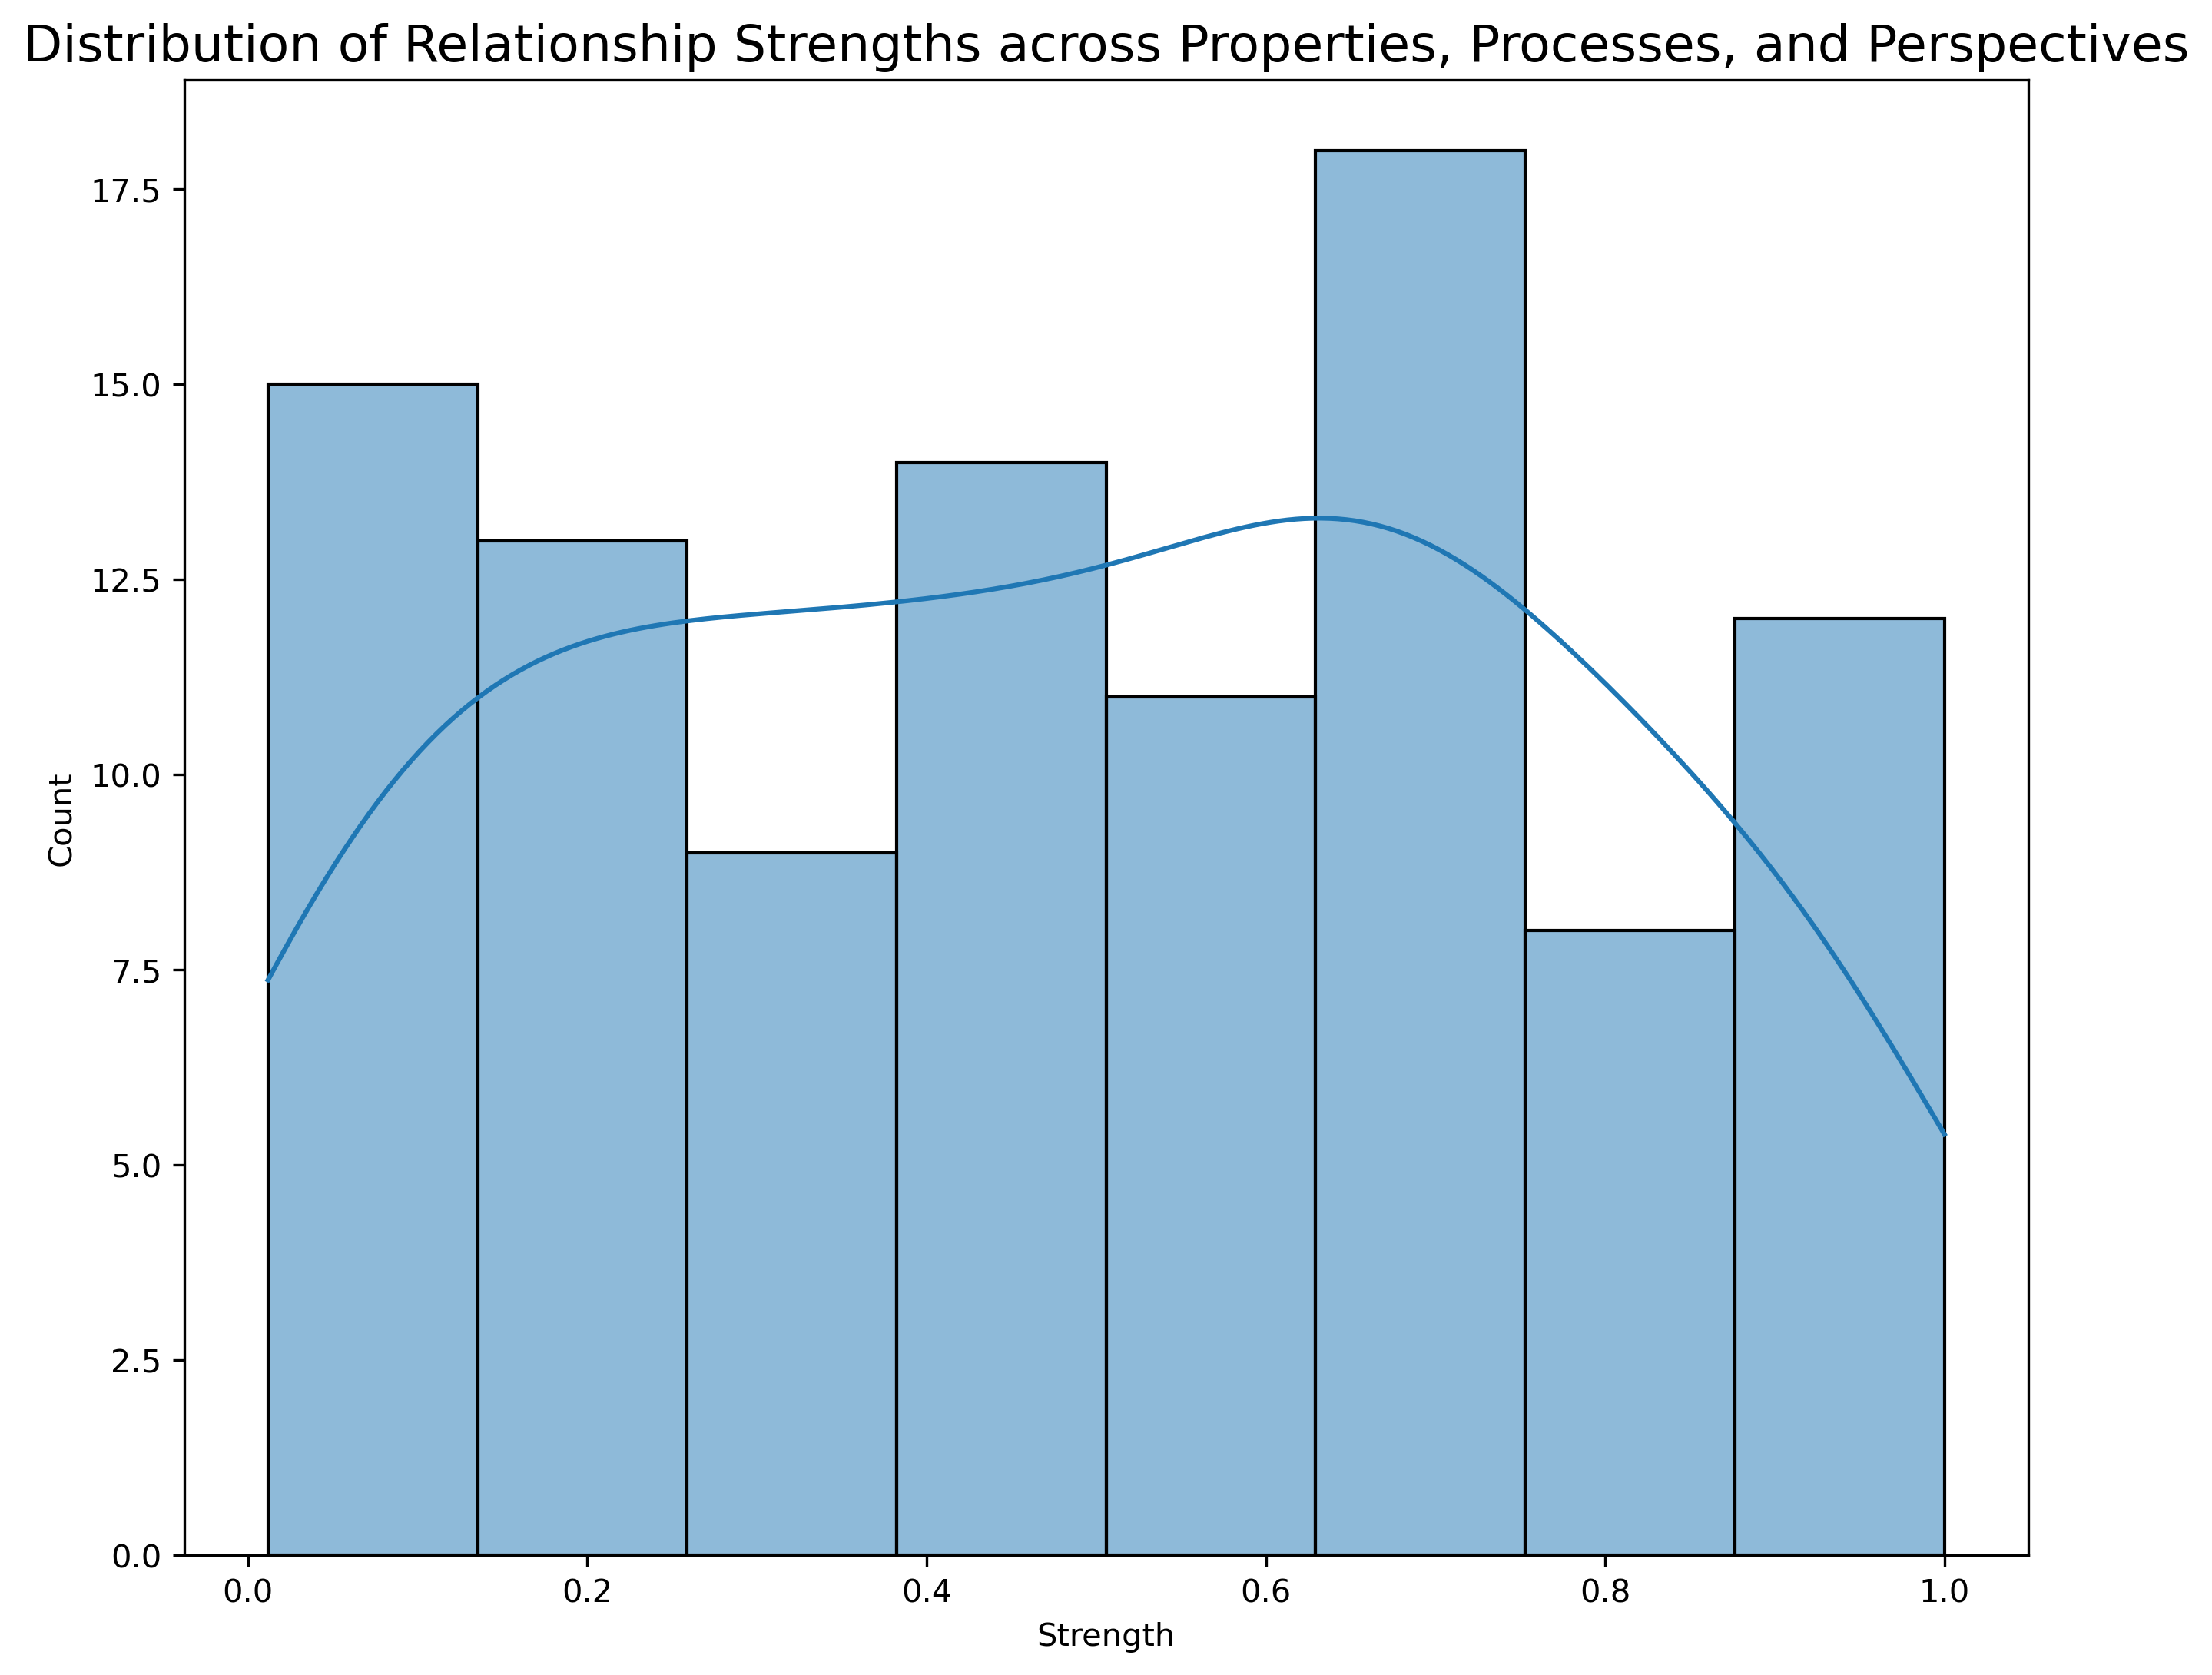 Distribution of Relationship Strengths across Properties, Processes, and Perspectives
17.5
15.0
12.5
10.0
7.5
5.0
2.5
0.0
Count
0.0 0.2 0.4 0.6 0.8 1.0
Strength